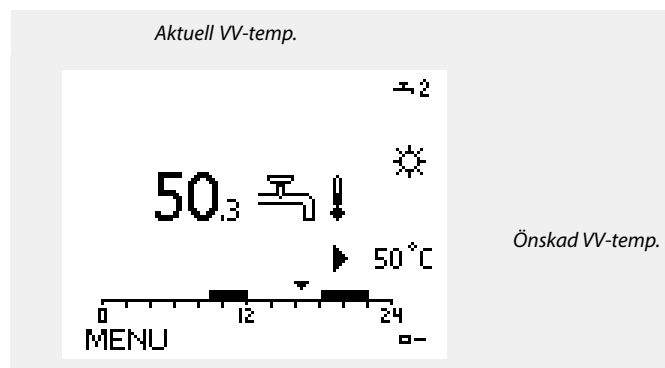 Aktuell VV-temp.
2
50.3
50°C
Önskad VV-temp.
0 12 24
MENU